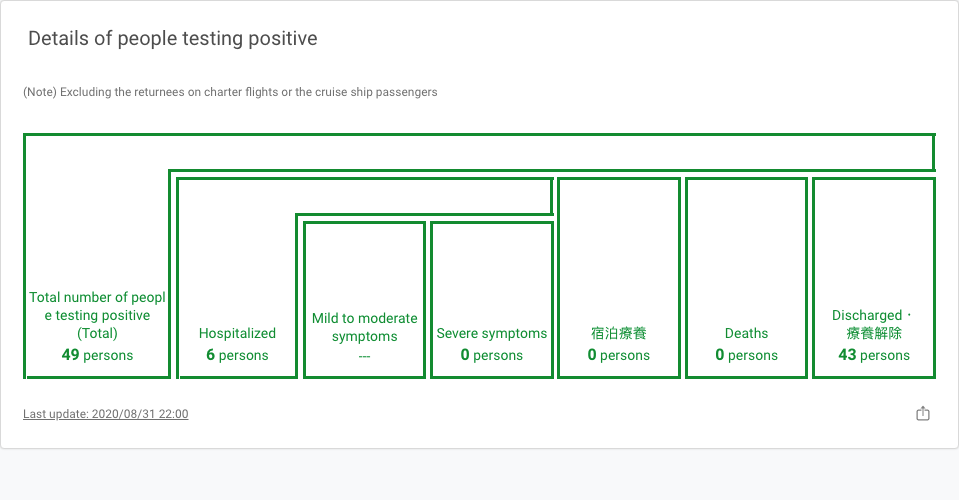 Details of people testing positive
(Note) Excluding the returnees on charter flights or the cruise ship passengers
Total number of peopl
e testing positive
(Total)
49 persons
Hospitalized
6 persons
Mild to moderate
symptoms
---
Severe symptoms
0 persons
宿泊療養
0 persons
Deaths
0 persons
Discharged・
療養解除
43 persons
Last update: 2020/08/31 22:00